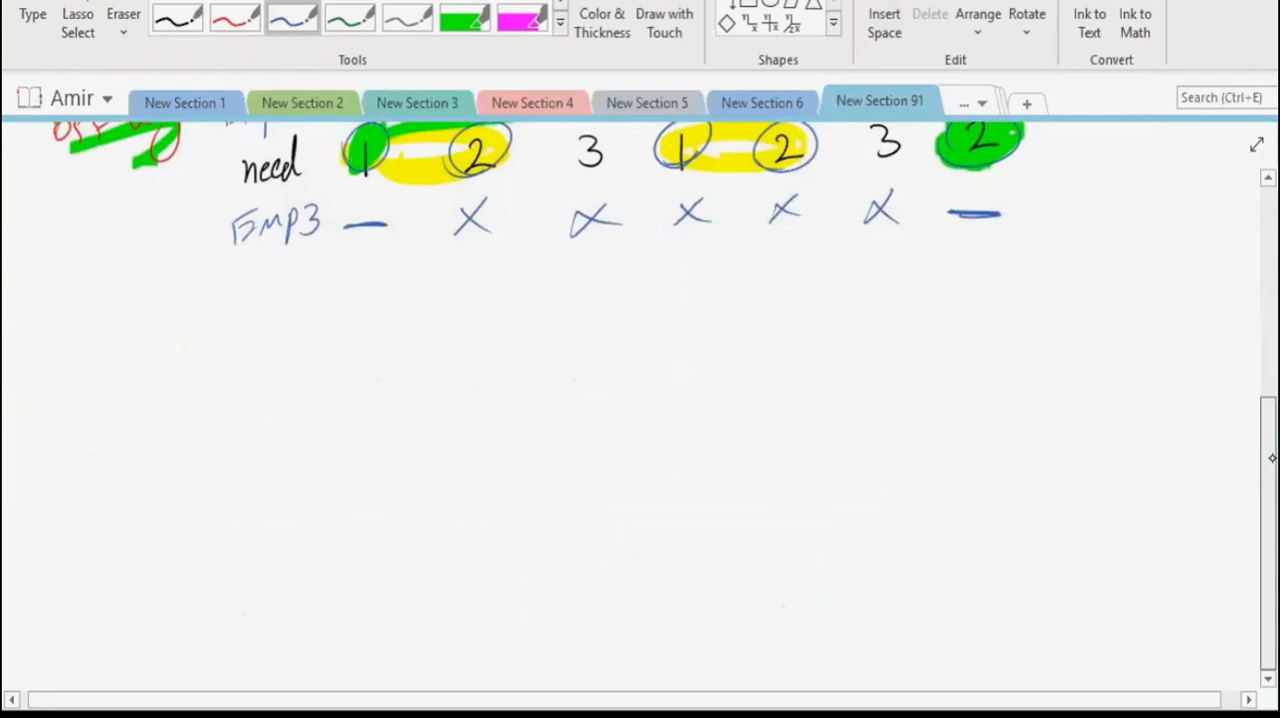 Type Lasso Select Eraser Color & Thickness Draw with Touch Insert Space Delete Arrange Rotate Ink to Text Ink to Math
Tools Shapes Edit Convert
Amir New Section 1 New Section 2 New Section 3 New Section 4 New Section 5 New Section 6 New Section 91 ... + Search (Ctrl+E)
need 1 2 3 1 2 3 2
Emp3 — X X X X X —